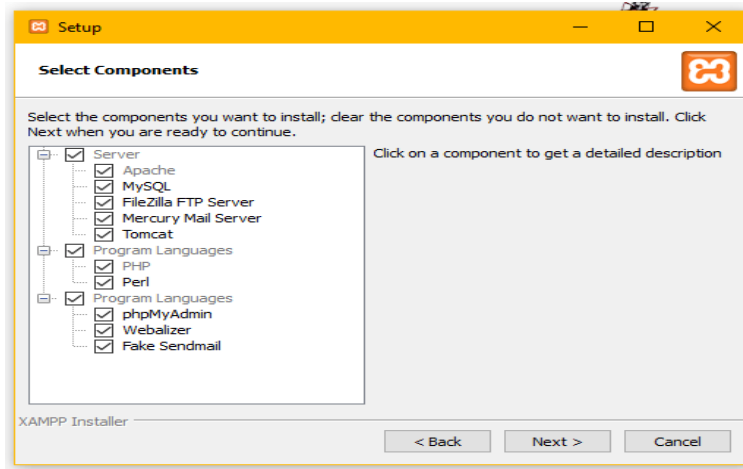 Setup
Select Components
Select the components you want to install; clear the components you do not want to install. Click
Next when you are ready to continue.
Server
Apache
MySQL
FileZilla FTP Server
Mercury Mail Server
Tomcat
Program Languages
PHP
Perl
Program Languages
phpMyAdmin
Webalizer
Fake Sendmail
Click on a component to get a detailed description
XAMPP Installer
< Back
Next >
Cancel